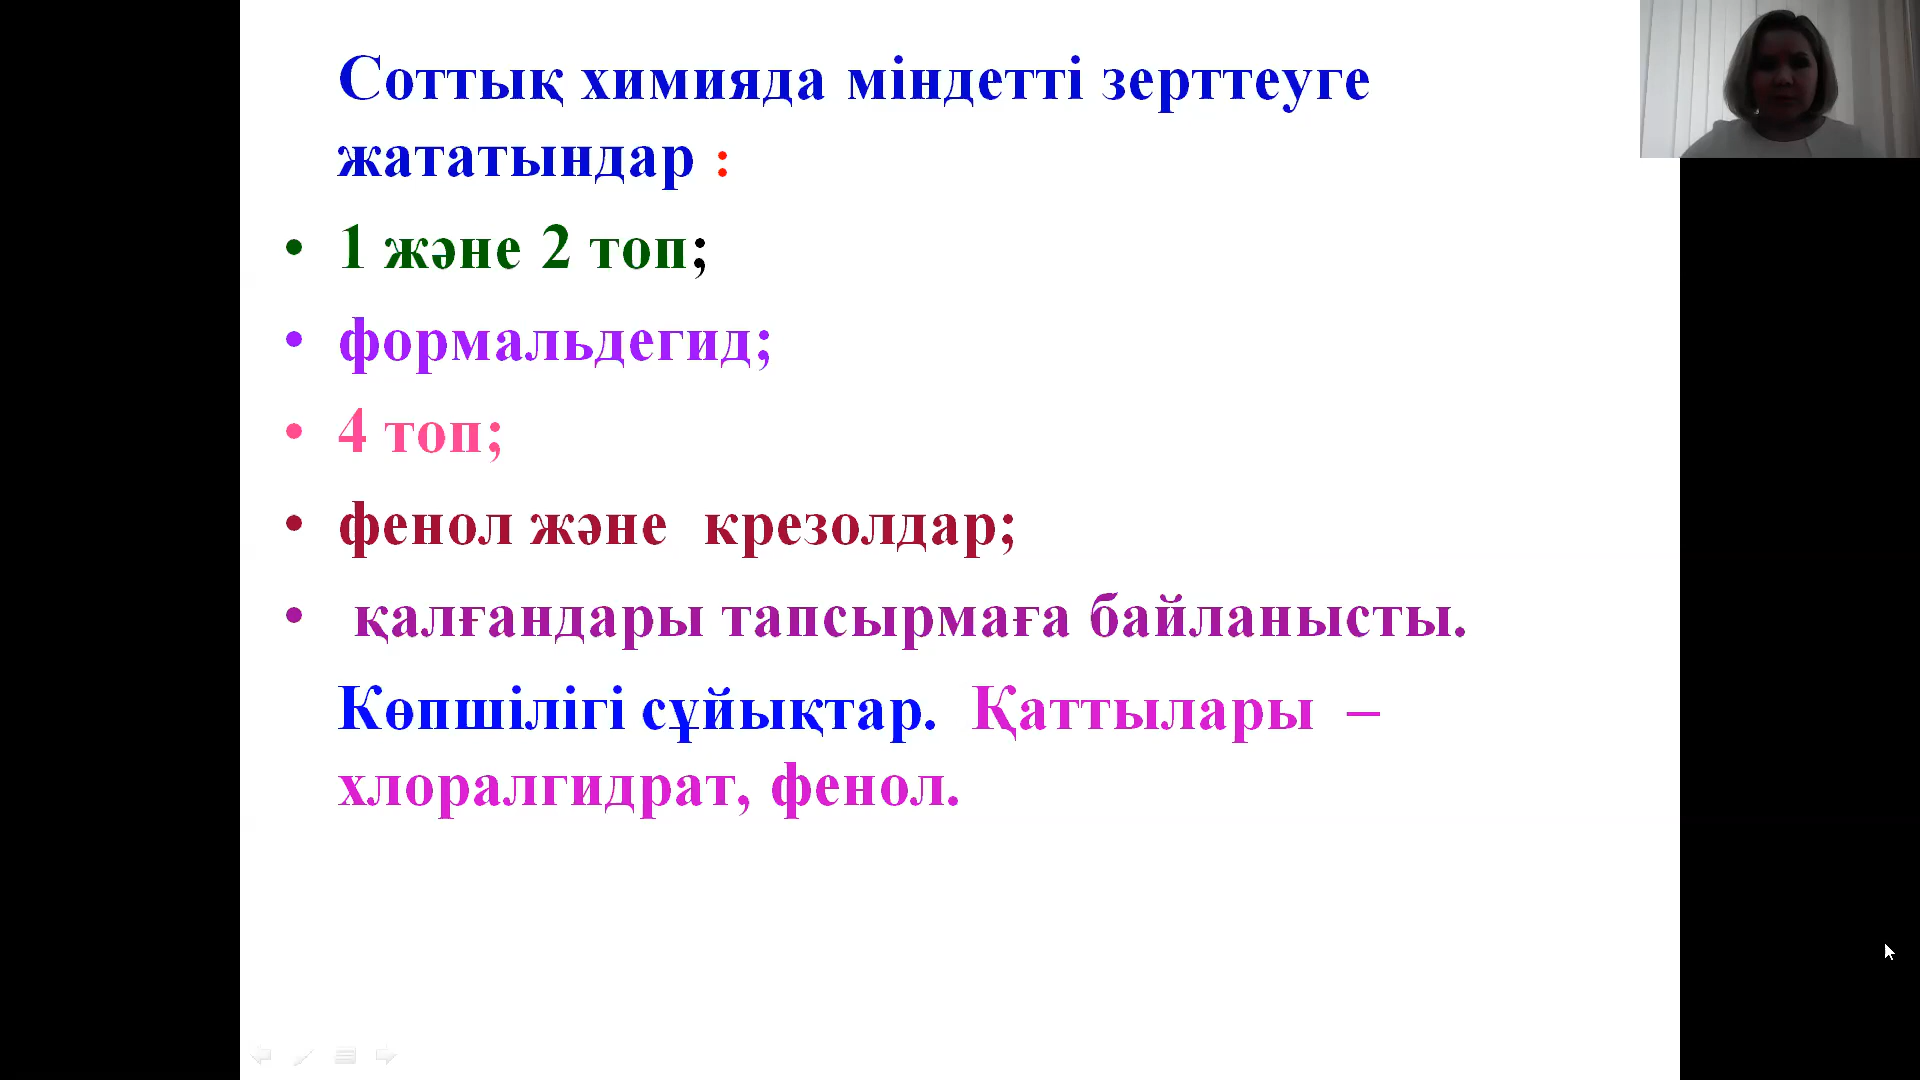 Соттық химияда міндетті зерттеуге
жататындар :
• 1 және 2 топ;
• формальдегид;
• 4 топ;
• фенол және крезолдар;
• қалғандары тапсырмаға байланысты.
Көпшілігі сұйықтар. Қаттылары –
хлоралгидрат, фенол.